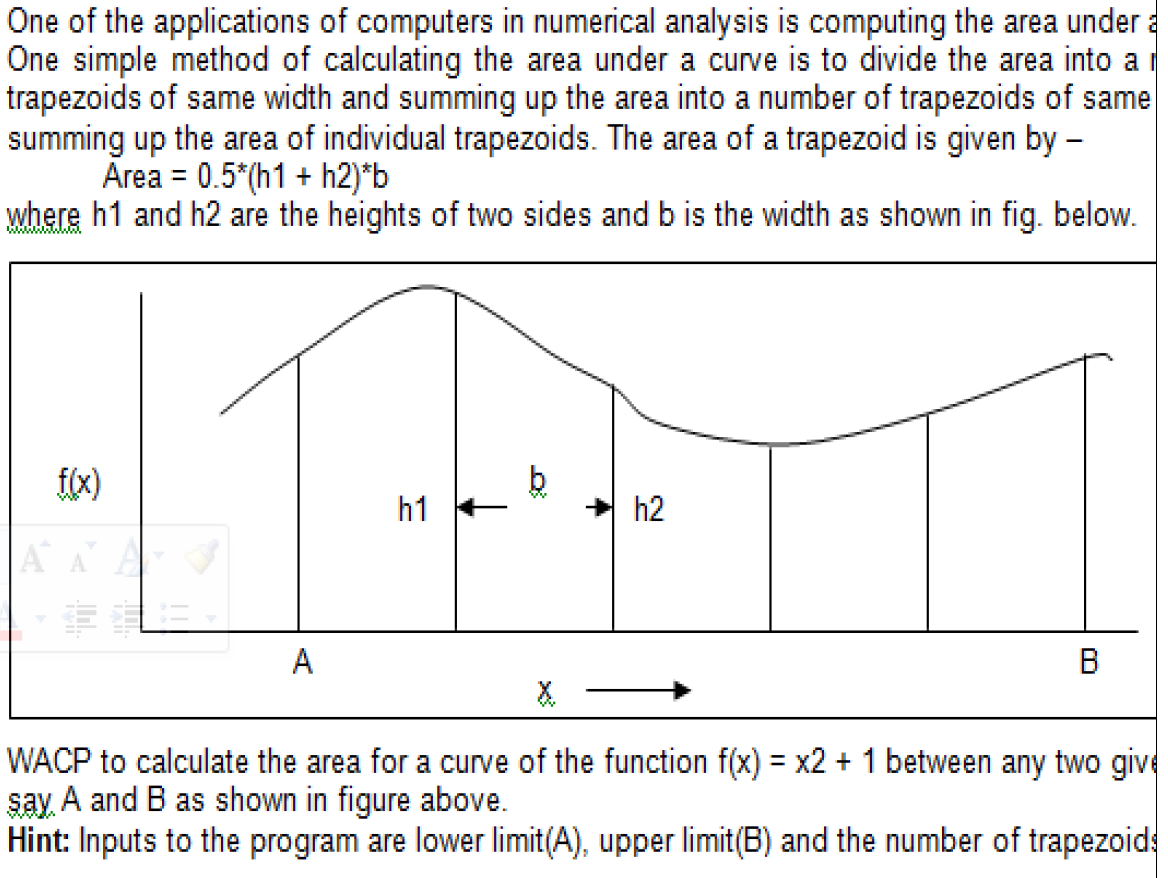 One of the applications of computers in numerical analysis is computing the area under
One simple method of calculating the area under a curve is to divide the area into a
trapezoids of same width and summing up the area into a number of trapezoids of same
summing up the area of individual trapezoids. The area of a trapezoid is given by –
Area = 0.5*(h1 + h2)*b
where h1 and h2 are the heights of two sides and b is the width as shown in fig. below.
f(x)
h1
b
h2
A
B
x
WACP to calculate the area for a curve of the function f(x) = x2 + 1 between any two give
say A and B as shown in figure above.
Hint: Inputs to the program are lower limit(A), upper limit(B) and the number of trapezoids